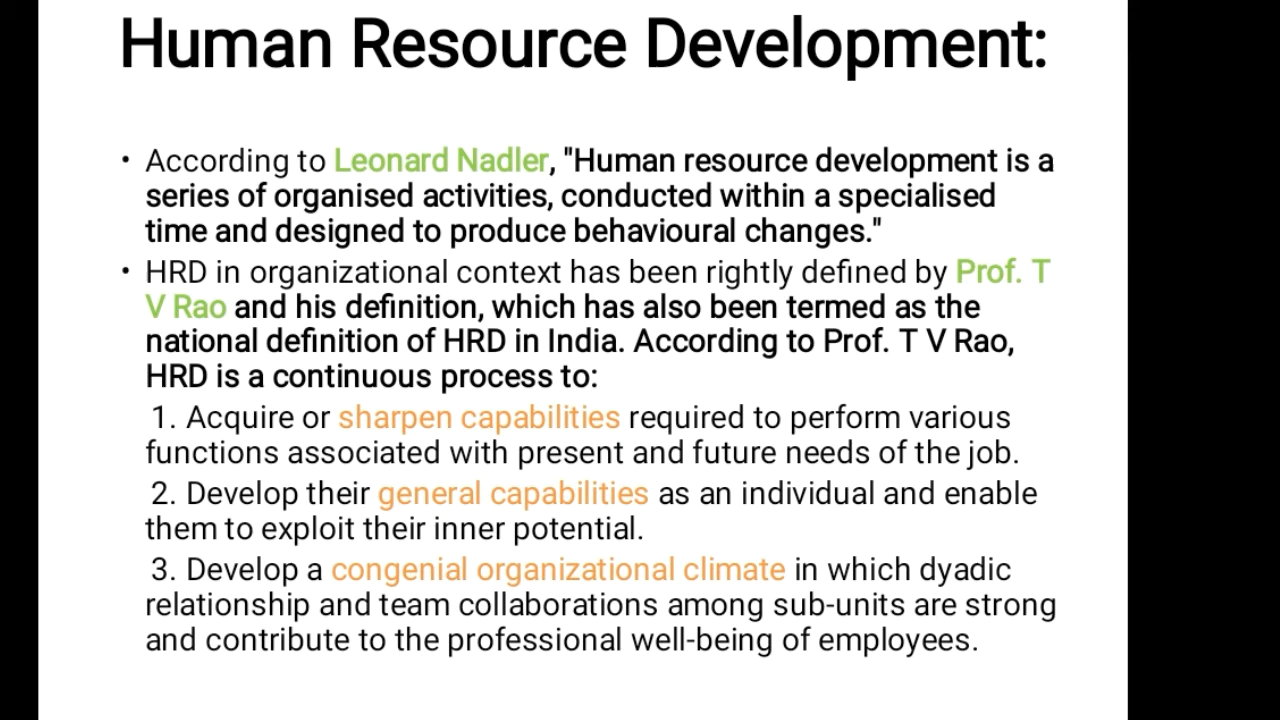 Human Resource Development:
• According to Leonard Nadler, "Human resource development is a
series of organised activities, conducted within a specialised
time and designed to produce behavioural changes."
• HRD in organizational context has been rightly defined by Prof. T
V Rao and his definition, which has also been termed as the
national definition of HRD in India. According to Prof. T V Rao,
HRD is a continuous process to:
1. Acquire or sharpen capabilities required to perform various
functions associated with present and future needs of the job.
2. Develop their general capabilities as an individual and enable
them to exploit their inner potential.
3. Develop a congenial organizational climate in which dyadic
relationship and team collaborations among sub-units are strong
and contribute to the professional well-being of employees.